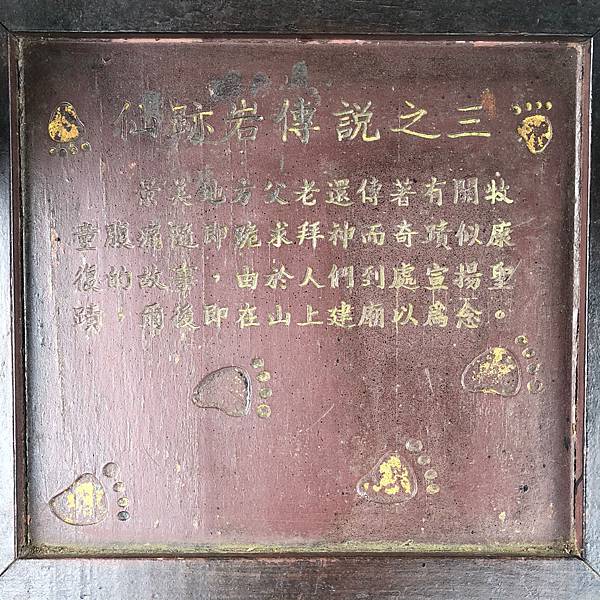 仙跡岩傳說之三
景美地方父老還傳著有關牧
童腹痛隨即跪求拜神而奇蹟似康
復的故事，由於人們到處宣揚聖
蹟，爾後即在山上建廟以為念。